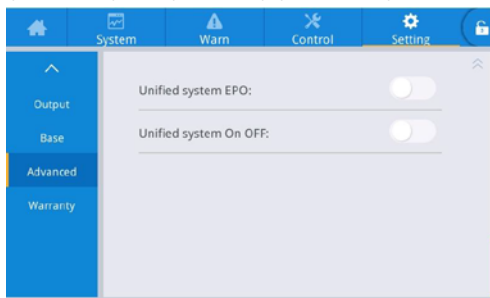 System
Warn
Control
Setting
Output
Base
Advanced
Warranty
Unified system EPO:
Unified system On OFF: